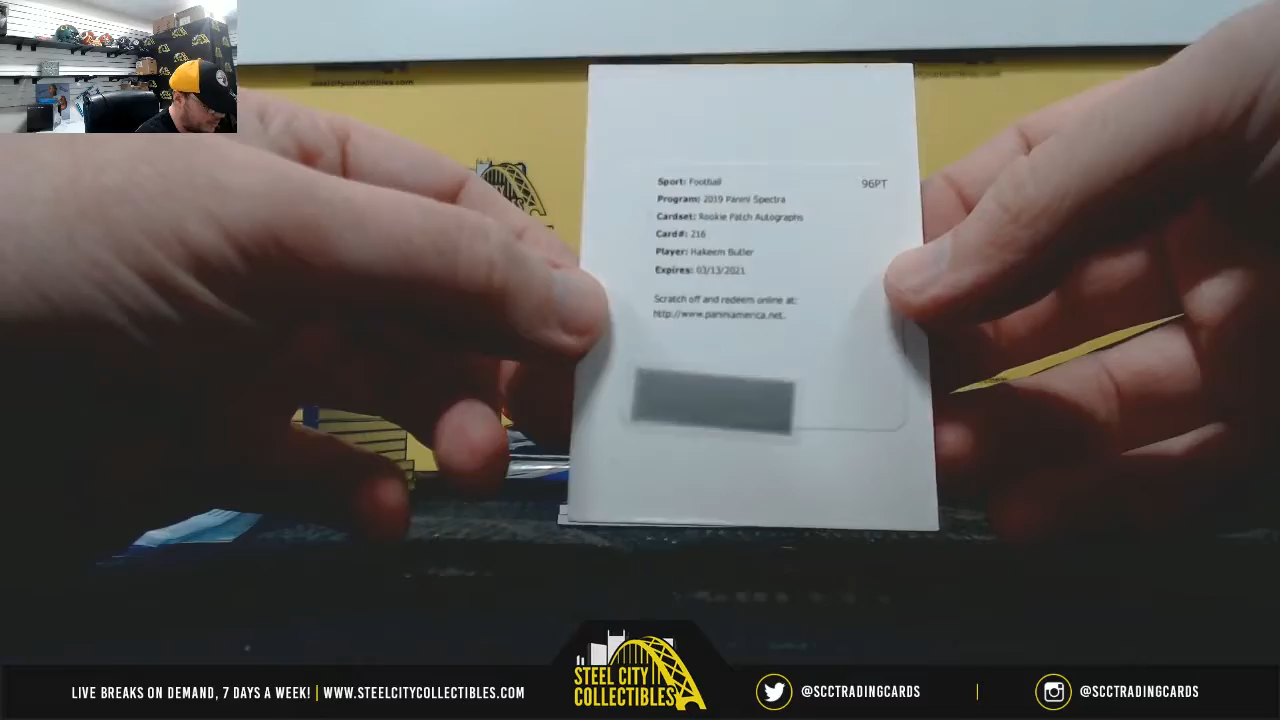 Sport: Football
96PT
Program: 2019 Panini Spectra
Cardset: Rookie Patch Autographs
Card#: 216
Player: Hakeem Butler
Expires: 03/13/2021
Scratch off and redeem online at:
http://www.paniniamerica.net.
STEEL CITY
COLLECTIBLES
LIVE BREAKS ON DEMAND, 7 DAYS A WEEK! | WWW.STEELCITYCOLLECTIBLES.COM
@SCCTRADINGCARDS
@SCCTRADINGCARDS